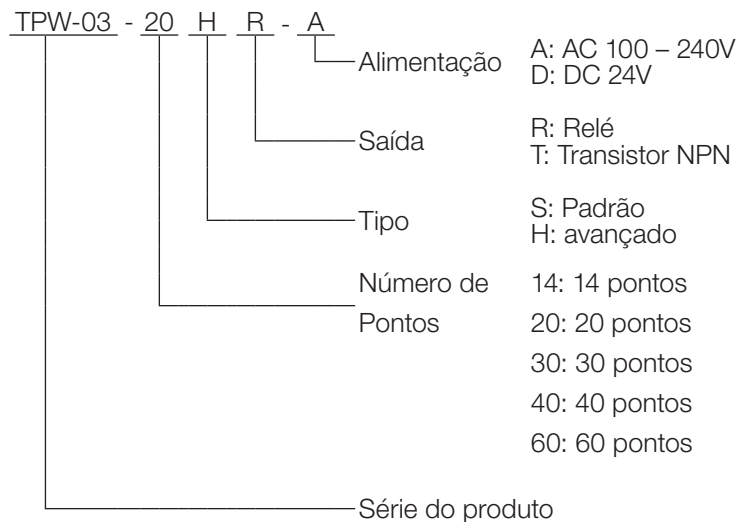 TPW-03 - 20 H R - A
Alimentação
A: AC 100 – 240V
D: DC 24V
Saída
R: Relé
T: Transistor NPN
Tipo
S: Padrão
H: avançado
Número de
Pontos
14: 14 pontos
20: 20 pontos
30: 30 pontos
40: 40 pontos
60: 60 pontos
Série do produto